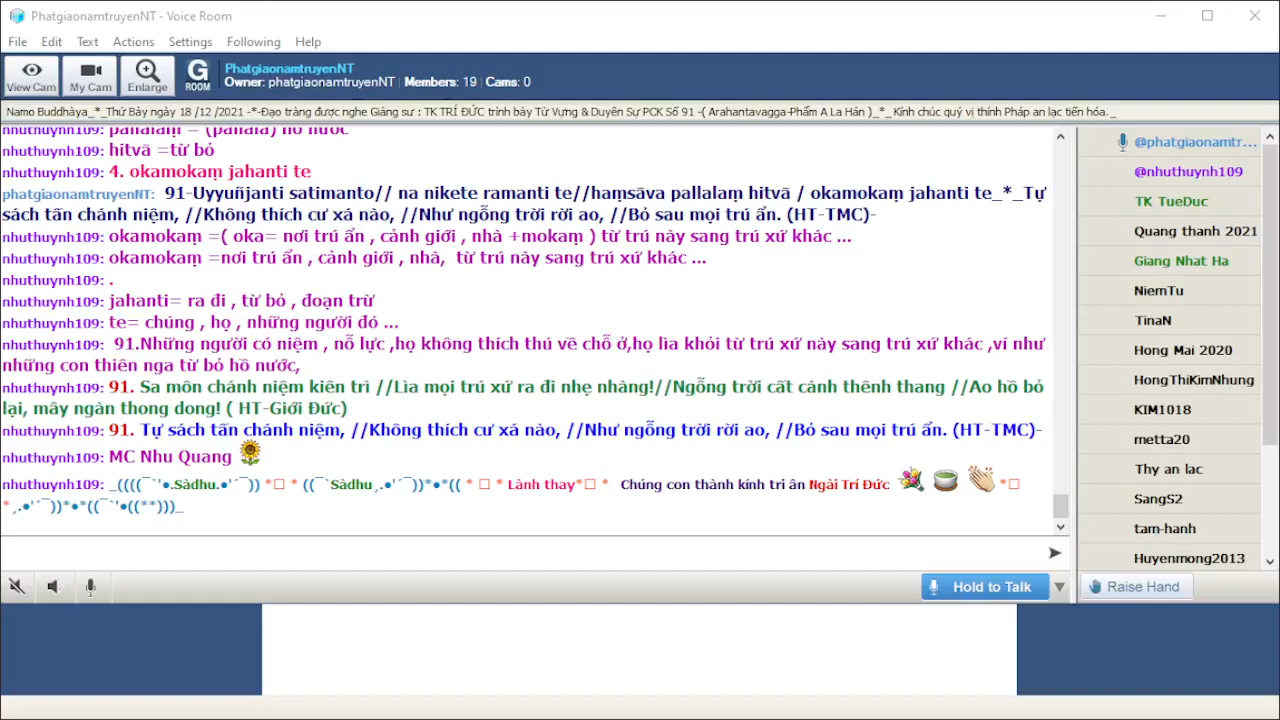 PhatgiaonamtruyenNT - Voice Room
File Edit Text Actions Settings Following Help
View Cam My Cam Enlarge G ROOM
PhatgiaonamtruyenNT
Owner: phatgiaonamtruyenNT Members: 19 Cams: 0
Namo Buddhàya_*_Thứ Bảy ngày 18 /12 /2021 -*-Đạo tràng được nghe Giảng sư : TK TRÍ ĐỨC trình bày Từ Vựng & Duyên Sự PCK Số 91 -( Arahantavagga-Phẩm A La Hán )_*_ Kính chúc quý vị thính Pháp an lạc tiến hóa._
nhuthuynh109: pallalaṃ = (pallala) hồ nước
nhuthuynh109: hitvā =từ bỏ
nhuthuynh109: 4. okamokaṃ jahanti te
phatgiaonamtruyenNT: 91-Uyyuñjanti satimanto// na nikete ramanti te//haṃsāva pallalaṃ hitvā / okamokaṃ jahanti te_*_Tự
sách tấn chánh niệm, //Không thích cư xá nào, //Như ngỗng trời rời ao, //Bỏ sau mọi trú ẩn. (HT-TMC)-
nhuthuynh109: okamokaṃ =( oka= nơi trú ẩn , cảnh giới , nhà +mokaṃ ) từ trú này sang trú xứ khác ...
nhuthuynh109: okamokaṃ =nơi trú ẩn , cảnh giới , nhà, từ trú này sang trú xứ khác ...
nhuthuynh109: .
nhuthuynh109: jahanti= ra đi , từ bỏ , đoạn trừ
nhuthuynh109: te= chúng , họ , những người đó ...
nhuthuynh109: 91.Những người có niệm , nỗ lực ,họ không thích thú về chỗ ở,họ lìa khỏi từ trú xứ này sang trú xứ khác ,ví như
những con thiên nga từ bỏ hồ nước,
nhuthuynh109: 91. Sa môn chánh niệm kiên trì //Lìa mọi trú xứ ra đi nhẹ nhàng!//Ngỗng trời cất cánh thênh thang //Ao hồ bỏ
lại, mây ngàn thong dong! ( HT-Giới Đức)
nhuthuynh109: 91. Tự sách tấn chánh niệm, //Không thích cư xá nào, //Như ngỗng trời rời ao, //Bỏ sau mọi trú ẩn. (HT-TMC)-
nhuthuynh109: MC Nhu Quang 🌻
nhuthuynh109: _((((¯`'●.Sàdhu.●'´¯)) *□ * ((¯`Sàdhu¸.●'´¯))*●*(( * □ * Lành thay*□ * Chúng con thành kính tri ân Ngài Trí Đức 💐 🍵 👏 *□
*¸.●'´¯))*●*((¯`'●((**)))_
@phatgiaonamtr...
@nhuthuynh109
TK TueDuc
Quang thanh 2021
Giang Nhat Ha
NiemTu
TinaN
Hong Mai 2020
HongThiKimNhung
KIM1018
metta20
Thy an lac
SangS2
tam-hanh
Huyenmong2013
Hold to Talk
Raise Hand